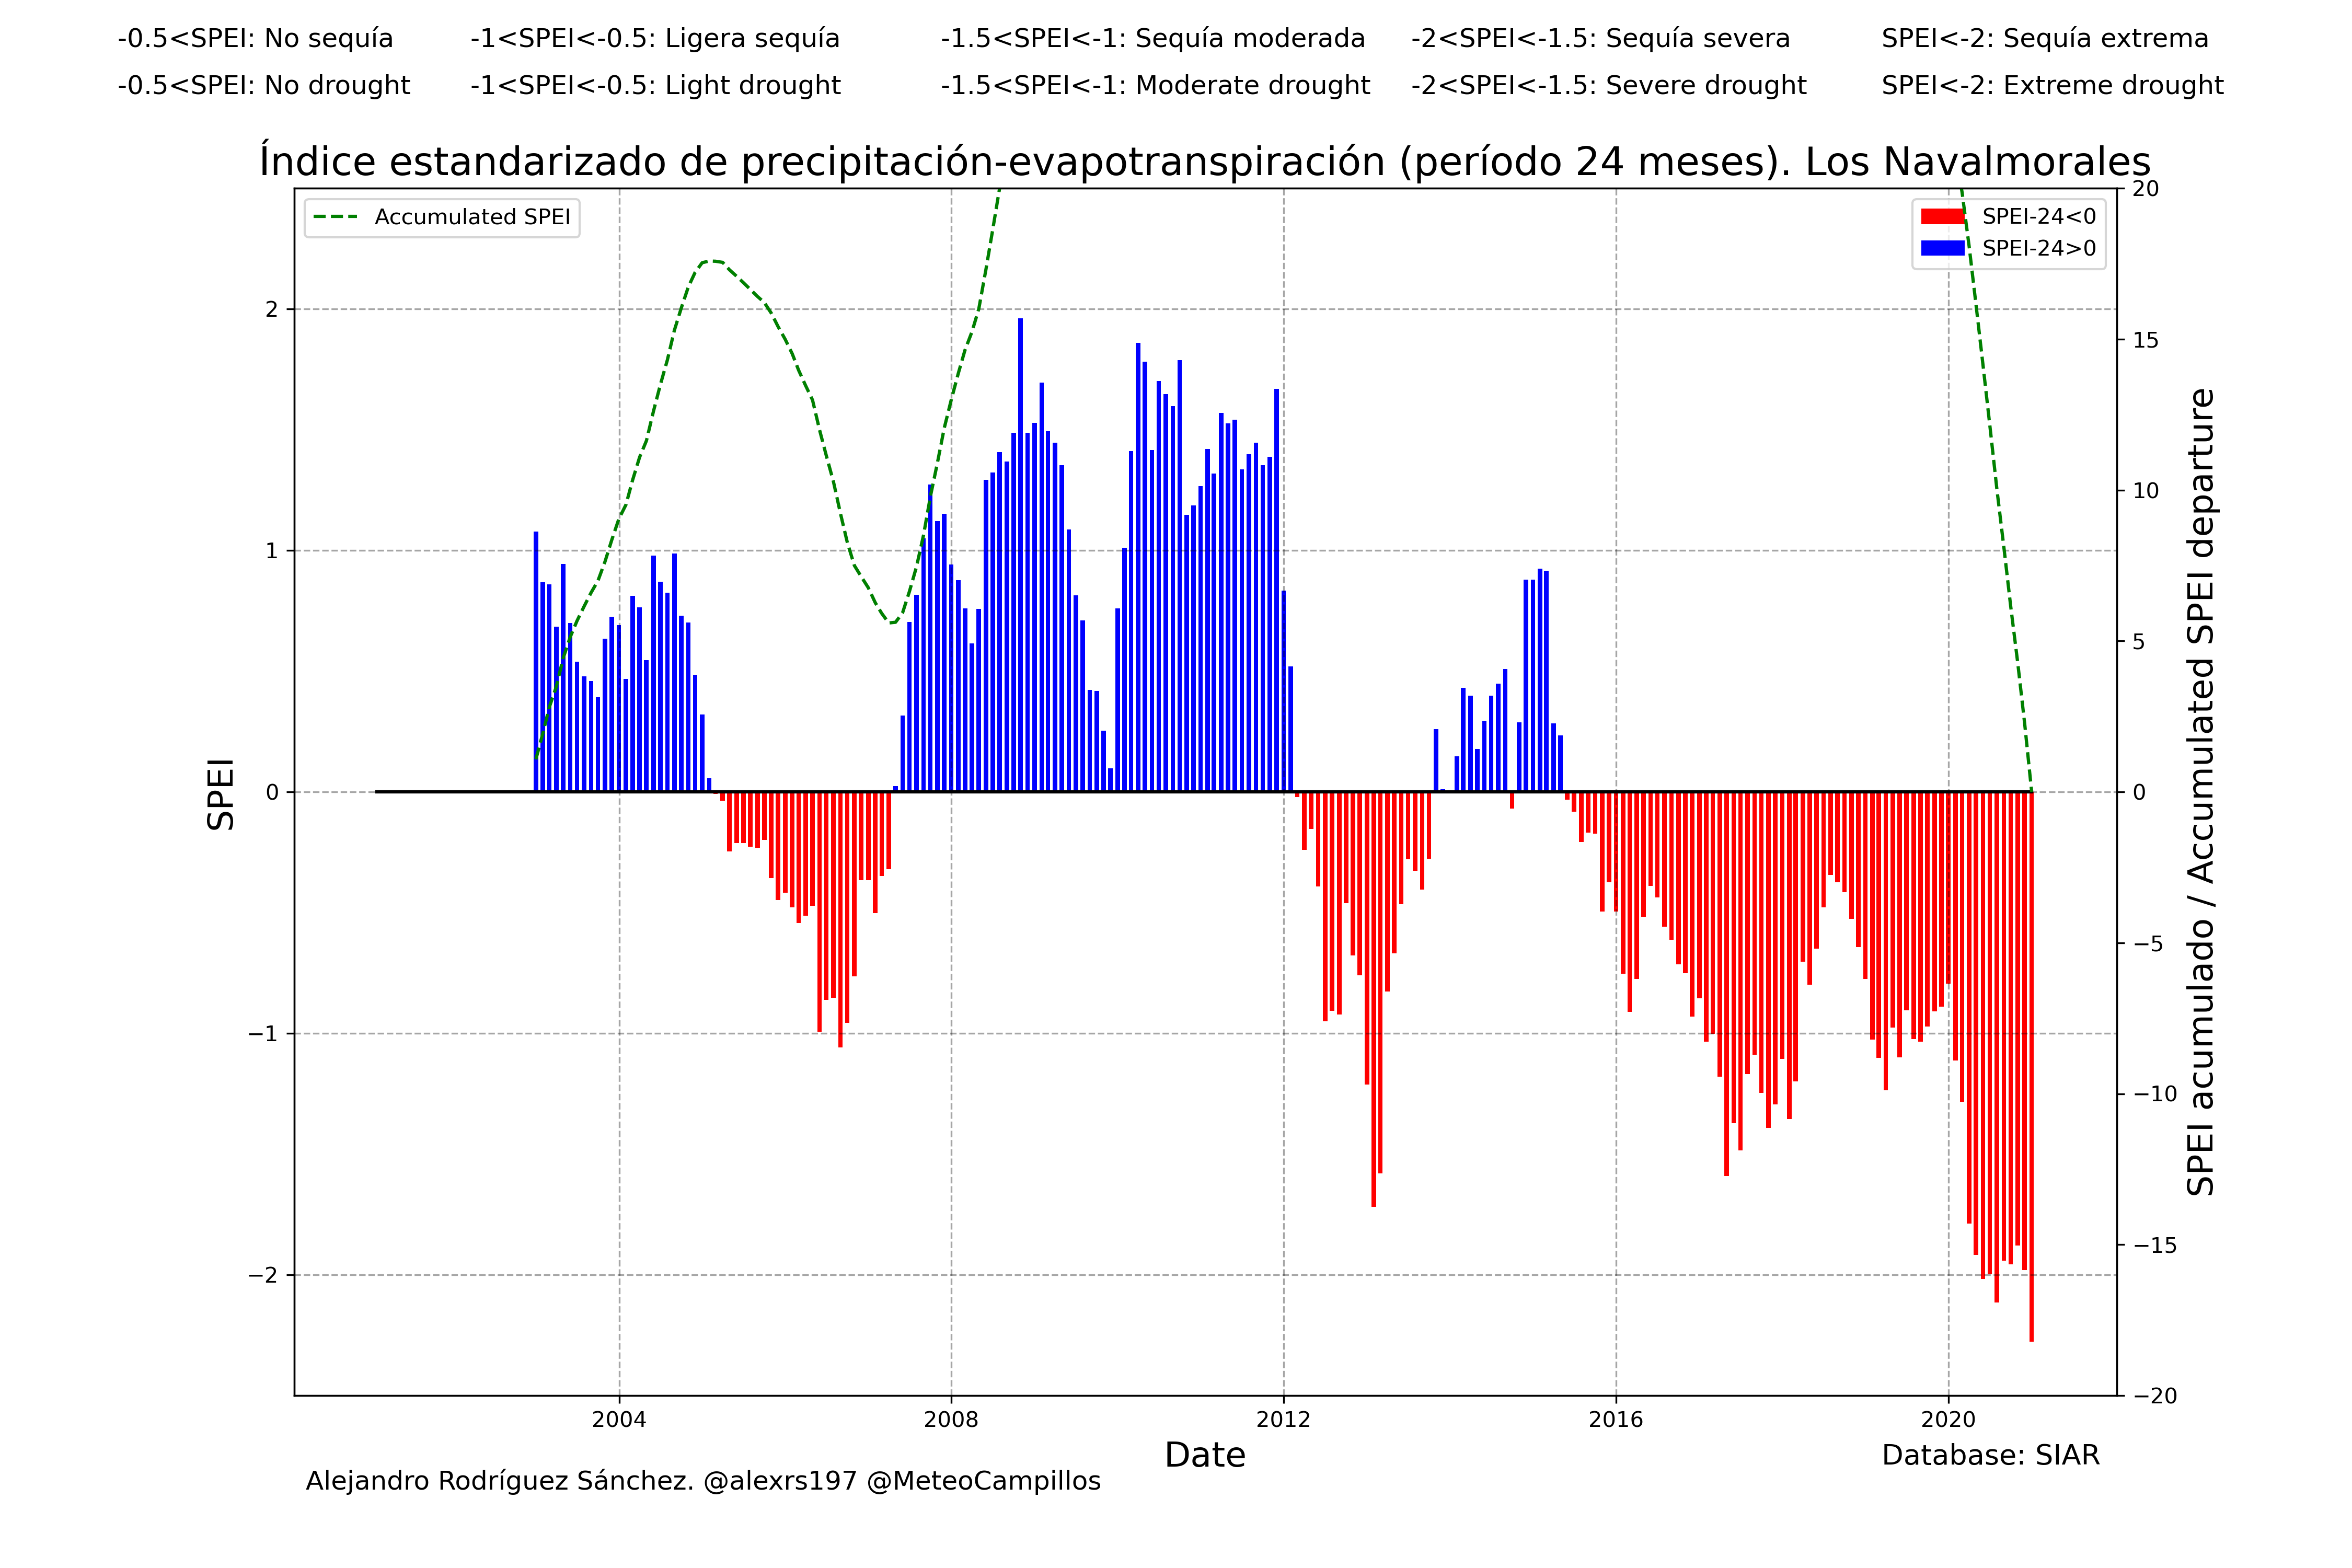 -0.5<SPEI: No sequía -1<SPEI<-0.5: Ligera sequía -1.5<SPEI<-1: Sequía moderada -2<SPEI<-1.5: Sequía severa SPEI<-2: Sequía extrema
-0.5<SPEI: No drought -1<SPEI<-0.5: Light drought -1.5<SPEI<-1: Moderate drought -2<SPEI<-1.5: Severe drought SPEI<-2: Extreme drought
Índice estandarizado de precipitación-evapotranspiración (período 24 meses). Los Navalmorales
Accumulated SPEI
SPEI-24<0
SPEI-24>0
SPEI
2
1
0
−1
−2
20
15
10
5
0
−5
−10
−15
−20
SPEI acumulado / Accumulated SPEI departure
2004 2008 2012 2016 2020
Date
Database: SIAR
Alejandro Rodríguez Sánchez. @alexrs197 @MeteoCampillos